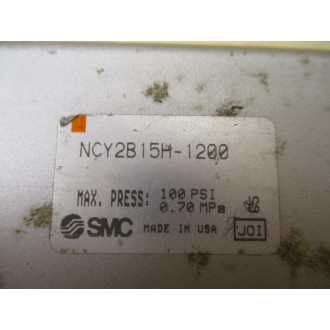 NCY2B15H-1200
MAX. PRESS: 100 PSI
0.70 MPa
SMC MADE IN USA
JOI